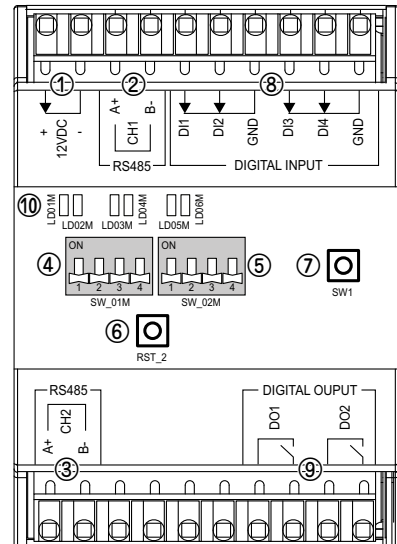 ① ② ⑧
+ 12VDC -
A+ CH1 B-
DI1 DI2 GND DI3 DI4 GND
RS485
DIGITAL INPUT
⑩ LD01M LD02M LD03M LD04M LD05M LD06M
④ ON 1 2 3 4
ON 1 2 3 4 ⑤
SW_01M
SW_02M
⑦
SW1
⑥
RST_2
RS485
DIGITAL OUPUT
A+ CH2 B-
DO1 DO2
③ ⑨